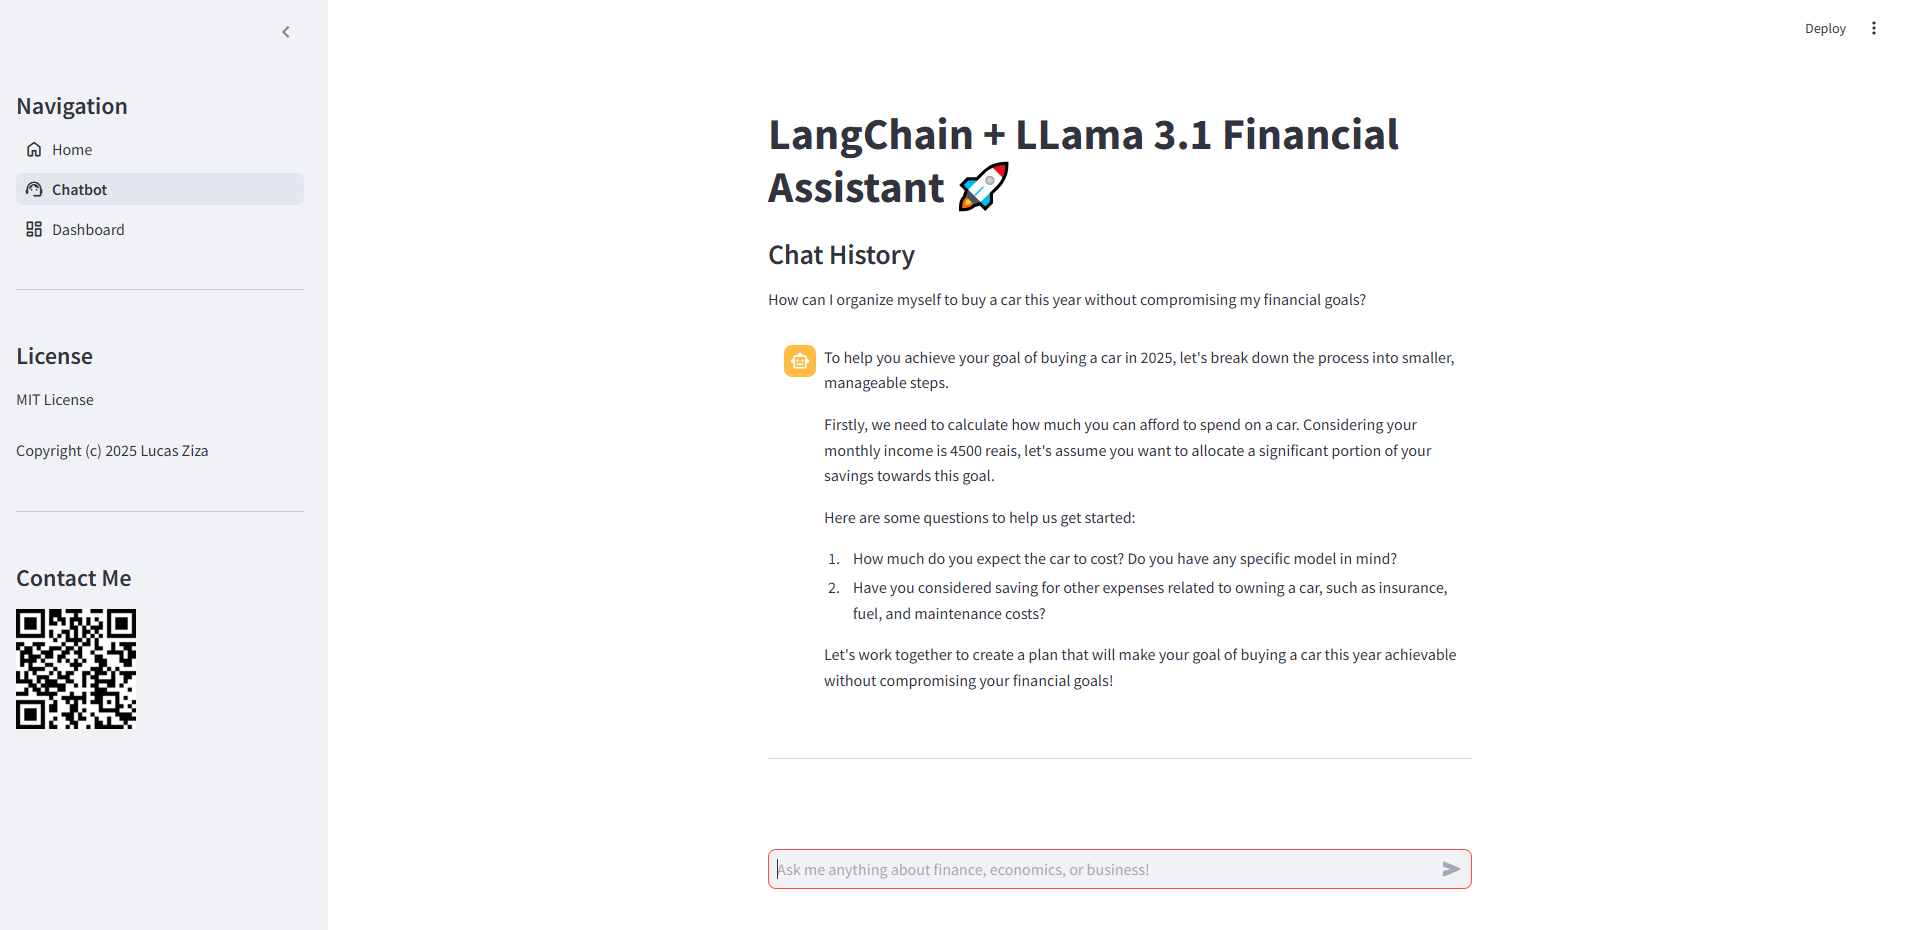 Navigation
Home
Chatbot
Dashboard
License
MIT License
Copyright (c) 2025 Lucas Ziza
Contact Me
Deploy
LangChain + LLama 3.1 Financial
Assistant 🚀
Chat History
How can I organize myself to buy a car this year without compromising my financial goals?
To help you achieve your goal of buying a car in 2025, let's break down the process into smaller,
manageable steps.
Firstly, we need to calculate how much you can afford to spend on a car. Considering your
monthly income is 4500 reais, let's assume you want to allocate a significant portion of your
savings towards this goal.
Here are some questions to help us get started:
1. How much do you expect the car to cost? Do you have any specific model in mind?
2. Have you considered saving for other expenses related to owning a car, such as insurance,
fuel, and maintenance costs?
Let's work together to create a plan that will make your goal of buying a car this year achievable
without compromising your financial goals!
Ask me anything about finance, economics, or business!